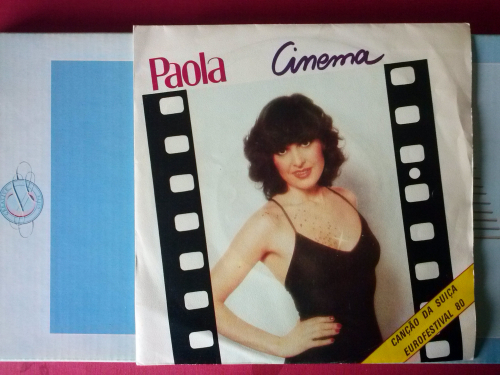 Paola
Cinema
CANÇÃO DA SUIÇA
EUROFESTIVAL 80